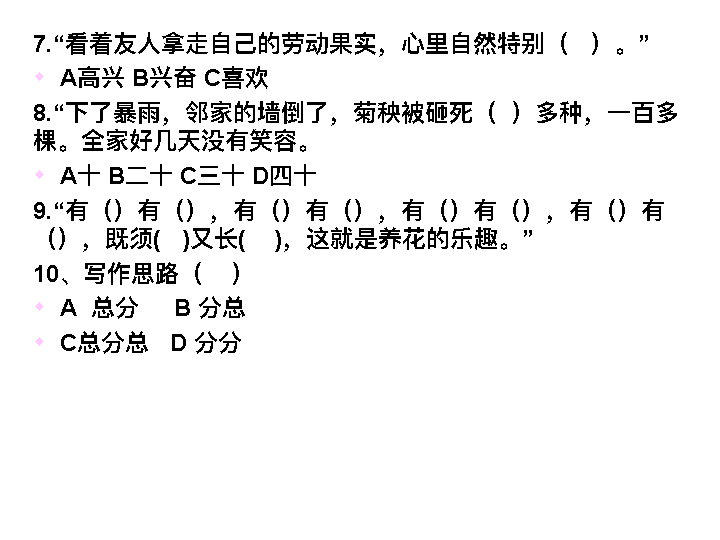 7. “看着友人拿走自己的劳动果实，心里自然特别（ ）。”
A高兴 B兴奋 C喜欢
8. “下了暴雨，邻家的墙倒了，菊秧被砸死（ ）多种，一百多
棵。全家好几天没有笑容。
A十 B二十 C三十 D四十
9. “有（）有（），有（）有（），有（）有（），有（）有
（），既须( )又长( )，这就是养花的乐趣。”
10、写作思路（ ）
A 总分 B 分总
C总分总 D 分分